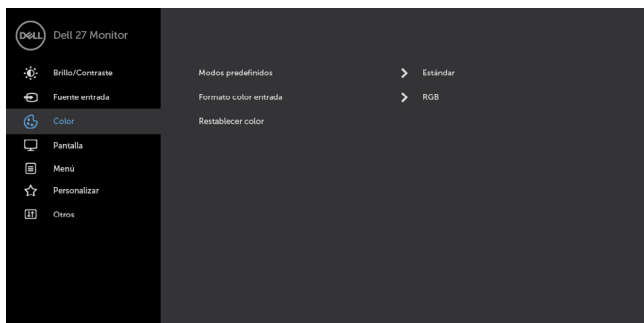 DELL Dell 27 Monitor
Brillo/Contraste
Modos predefinidos Estándar
Fuente entrada
Formato color entrada RGB
Color
Restablecer color
Pantalla
Menú
Personalizar
Otros